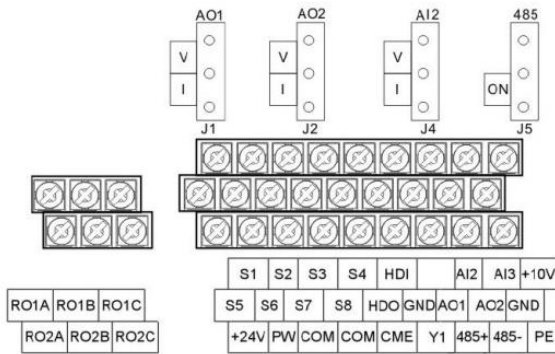 AO1 AO2 AI2 485
V V V
I I I ON
J1 J2 J4 J5
S1 S2 S3 S4 HDI AI2 AI3 +10V
RO1A RO1B RO1C S5 S6 S7 S8 HDO GND AO1 AO2 GND
RO2A RO2B RO2C +24V PW COM COM CME Y1 485+ 485- PE